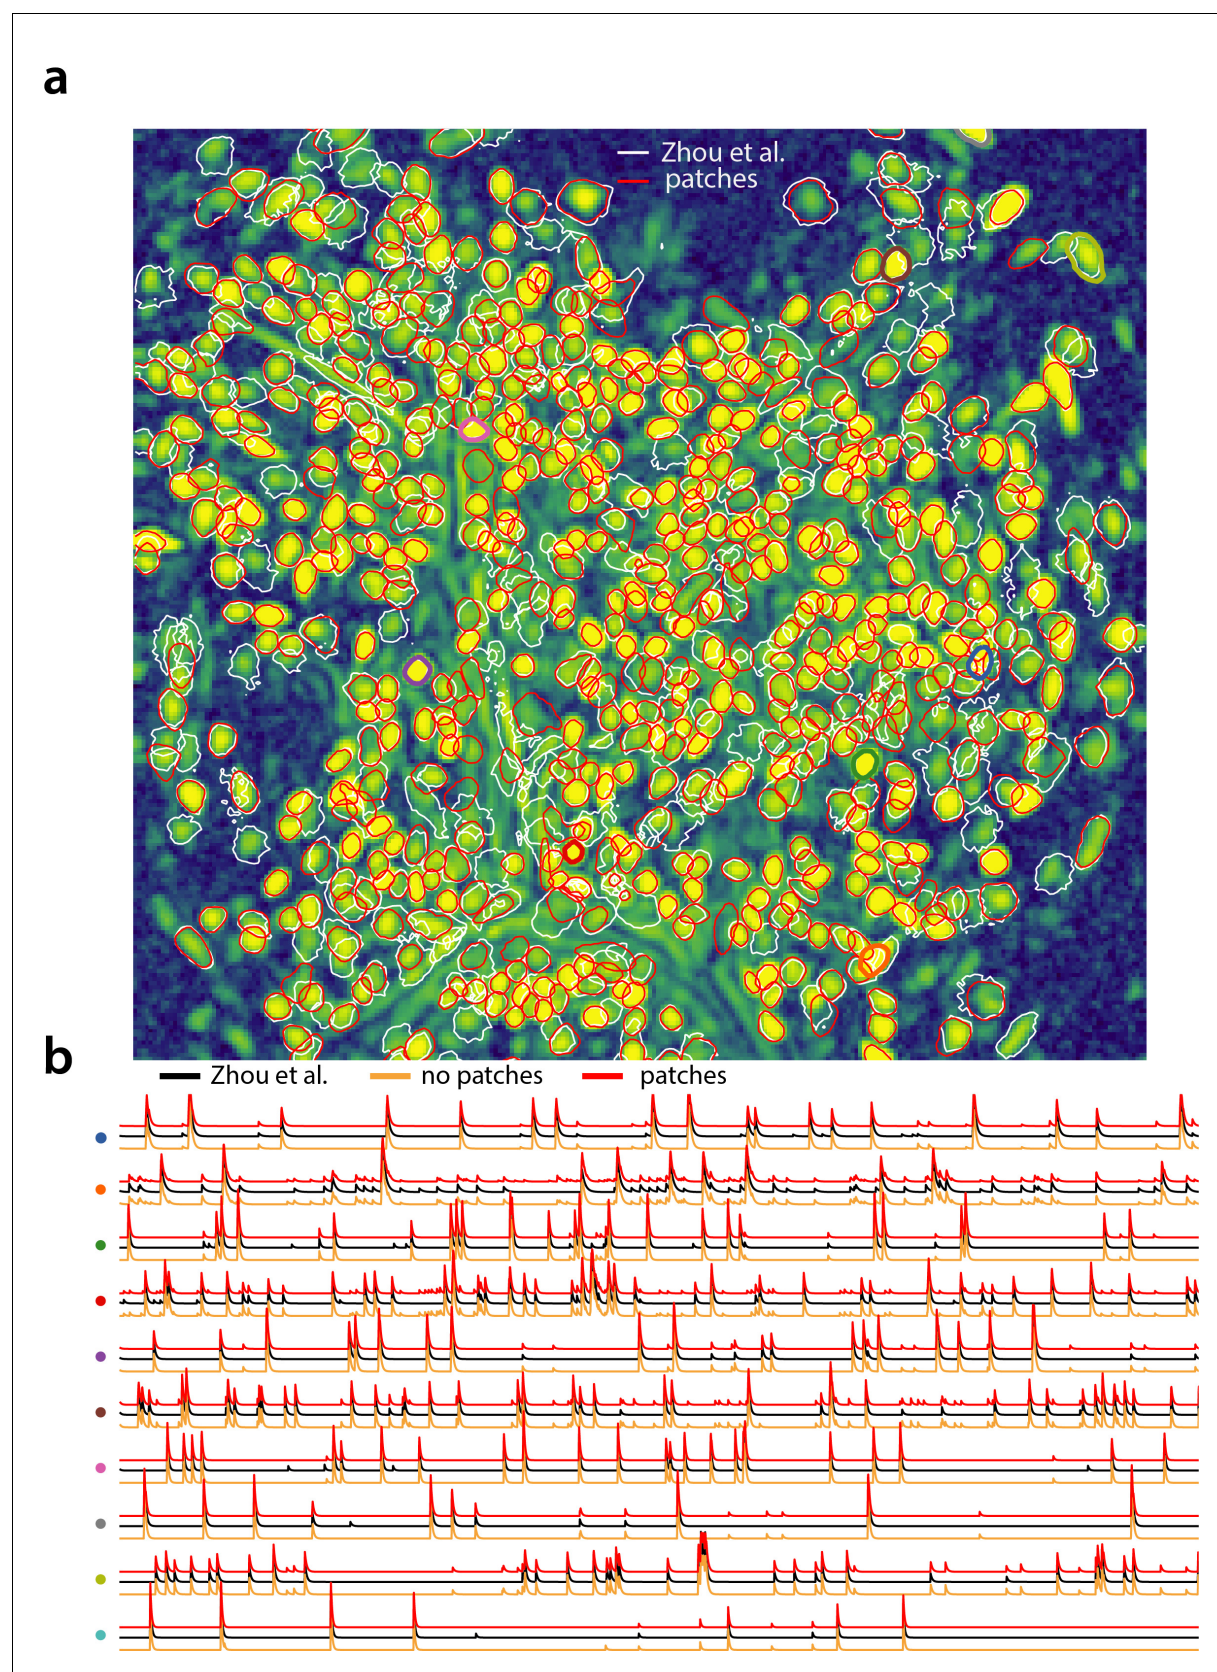 a
Zhou et al.
patches
b
Zhou et al. no patches patches